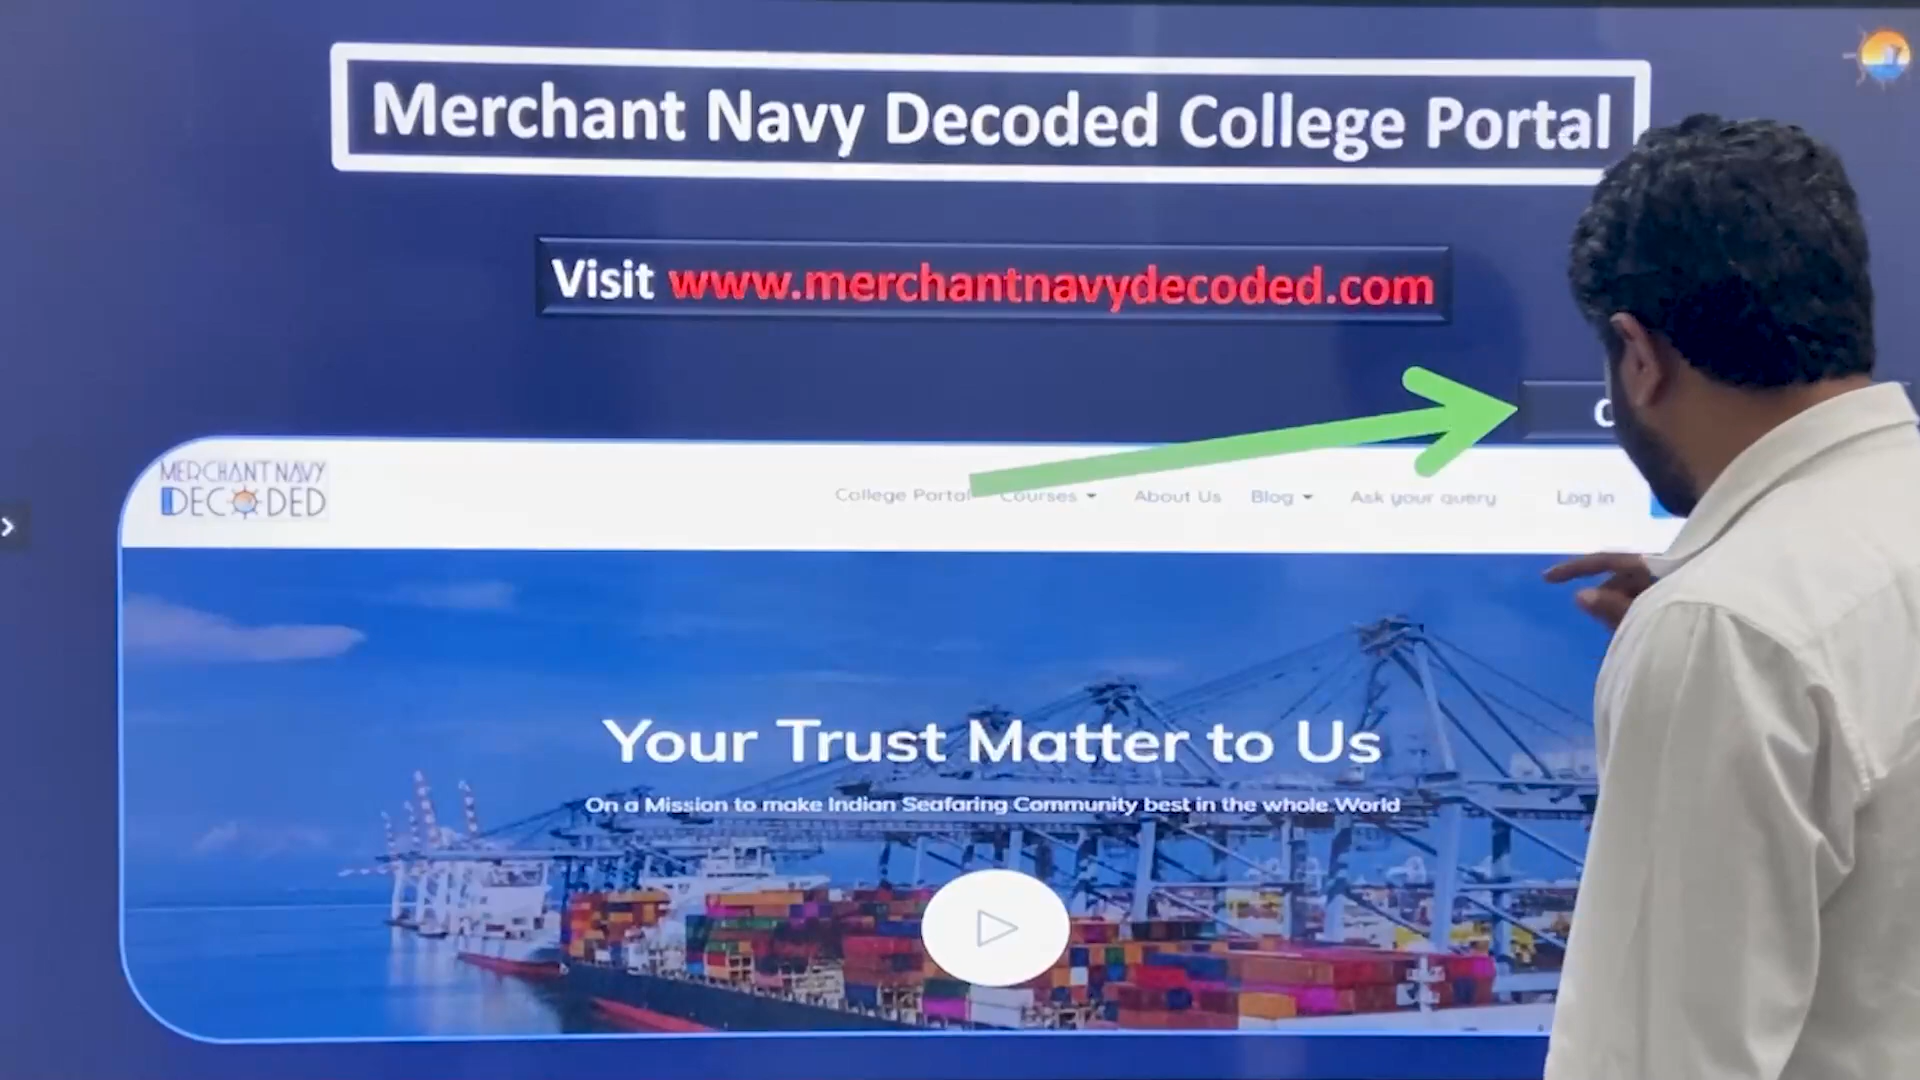 Merchant Navy Decoded College Portal
Visit www.merchantnavydecoded.com
MERCHANT NAVY
DECODED
College Portal Courses About Us Blog Ask your query Log in
Your Trust Matter to Us
On a Mission to make Indian Seafaring Community best in the whole World